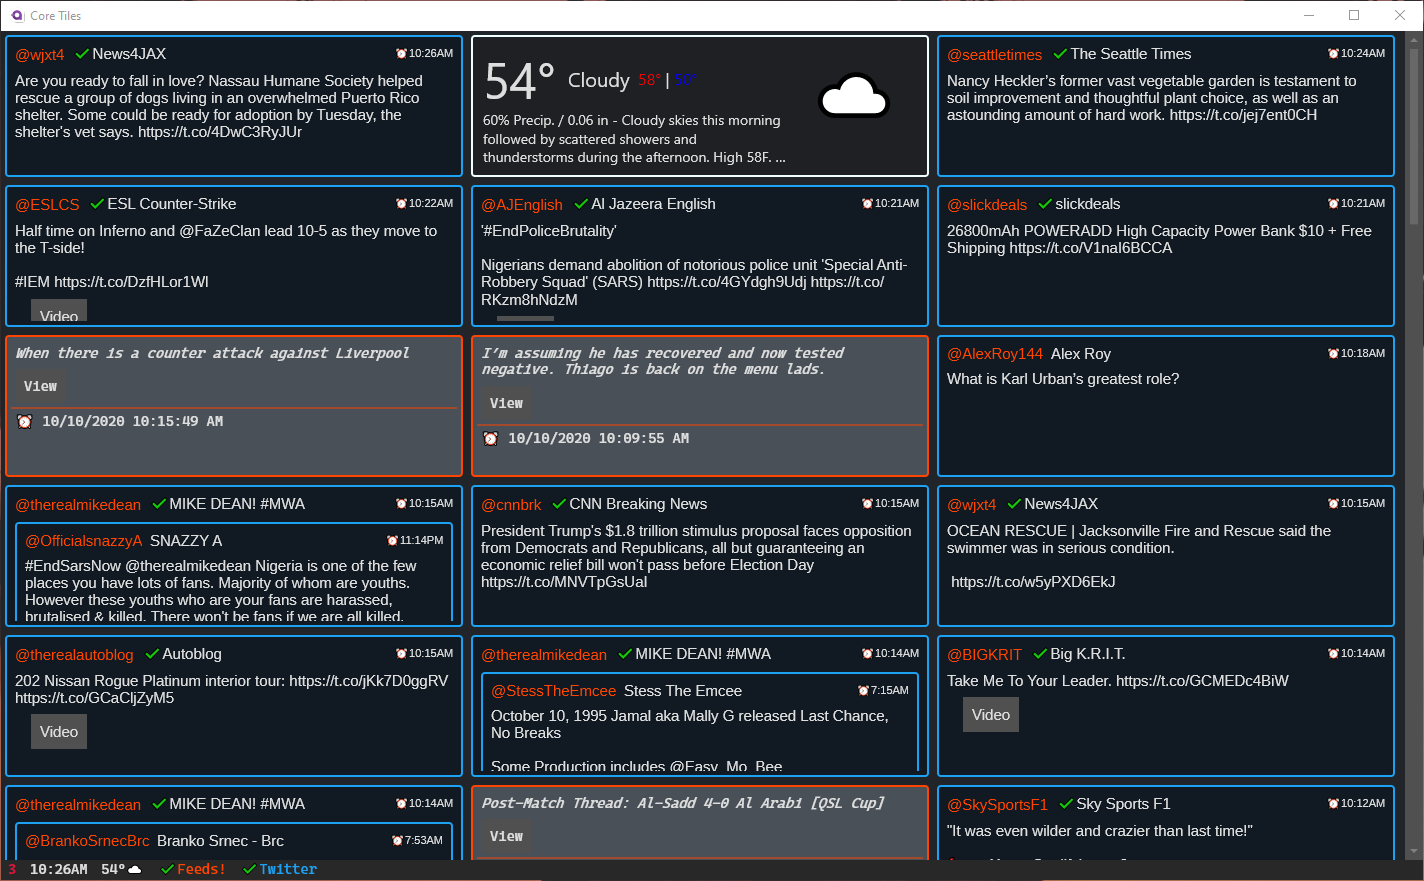 Core Tiles
@wjxt4 News4JAX 10:26AM
Are you ready to fall in love? Nassau Humane Society helped
rescue a group of dogs living in an overwhelmed Puerto Rico
shelter. Some could be ready for adoption by Tuesday, the
shelter's vet says. https://t.co/4DwC3RyJUr
54° Cloudy 58° | 50°
60% Precip. / 0.06 in - Cloudy skies this morning
followed by scattered showers and
thunderstorms during the afternoon. High 58F. ...
@seattletimes The Seattle Times 10:24AM
Nancy Heckler's former vast vegetable garden is testament to
soil improvement and thoughtful plant choice, as well as an
astounding amount of hard work. https://t.co/jej7ent0CH
@ESLCS ESL Counter-Strike 10:22AM
Half time on Inferno and @FaZeClan lead 10-5 as they move to
the T-side!
#IEM https://t.co/DzfHLor1Wl
Video
@AJEnglish Al Jazeera English 10:21AM
'#EndPoliceBrutality'
Nigerians demand abolition of notorious police unit 'Special Anti-
Robbery Squad' (SARS) https://t.co/4GYdgh9Udj https://t.co/
RKzm8hNdzM
@slickdeals slickdeals 10:21AM
26800mAh POWERADD High Capacity Power Bank $10 + Free
Shipping https://t.co/V1naI6BCCA
When there is a counter attack against Liverpool
View
10/10/2020 10:15:49 AM
I'm assuming he has recovered and now tested
negative. Thiago is back on the menu lads.
View
10/10/2020 10:09:55 AM
@AlexRoy144 Alex Roy 10:18AM
What is Karl Urban's greatest role?
@therealmikedean MIKE DEAN! #MWA 10:15AM
@OfficialsnazzyA SNAZZY A 11:14PM
#EndSarsNow @therealmikedean Nigeria is one of the few
places you have lots of fans. Majority of whom are youths.
However these youths who are your fans are harassed,
brutalised & killed. There won't be fans if we are all killed.
@cnnbrk CNN Breaking News 10:15AM
President Trump's $1.8 trillion stimulus proposal faces opposition
from Democrats and Republicans, all but guaranteeing an
economic relief bill won't pass before Election Day
https://t.co/MNVTpGsUaI
@wjxt4 News4JAX 10:15AM
OCEAN RESCUE | Jacksonville Fire and Rescue said the
swimmer was in serious condition.
https://t.co/w5yPXD6EkJ
@therealautoblog Autoblog 10:15AM
202 Nissan Rogue Platinum interior tour: https://t.co/jKk7D0ggRV
https://t.co/GCaCljZyM5
Video
@therealmikedean MIKE DEAN! #MWA 10:14AM
@StessTheEmcee Stess The Emcee 7:15AM
October 10, 1995 Jamal aka Mally G released Last Chance,
No Breaks
Some Production includes @Easy_Mo_Bee
@BIGKRIT Big K.R.I.T. 10:14AM
Take Me To Your Leader. https://t.co/GCMEDc4BiW
Video
@therealmikedean MIKE DEAN! #MWA 10:14AM
@BrankoSrnecBrc Branko Srnec - Brc 7:53AM
Post-Match Thread: Al-Sadd 4-0 Al Arabi [QSL Cup]
View
@SkySportsF1 Sky Sports F1 10:12AM
"It was even wilder and crazier than last time!"
3 10:26AM 54° Feeds! Twitter